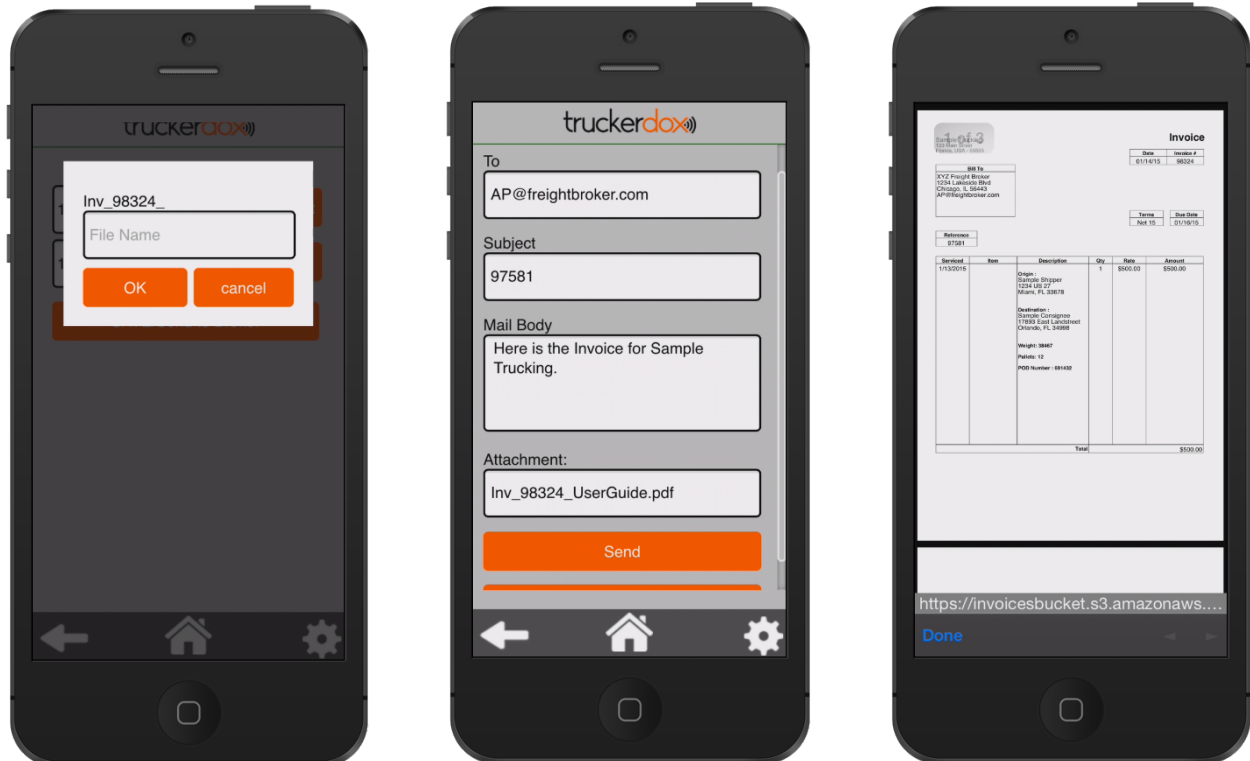 truckerdox
Inv_98324_
File Name
OK
cancel
truckerdox
To
AP@freightbroker.com
Subject
97581
Mail Body
Here is the Invoice for Sample
Trucking.
Attachment:
Inv_98324_UserGuide.pdf
Send
1 of 3
Invoice
Date Invoice #
01/14/15 98324
Bill To
XYZ Freight Broker
1234 Lakeside Blvd
Chicago, IL 56443
AP@freightbroker.com
Terms Due Date
Net 15 01/16/15
Reference
97581
Serviced Item Description Qty Rate Amount
1/13/2015 1 $500.00 $500.00
Origin :
Sample Shipper
1234 US 27
Miami, FL 33678
Destination :
Sample Consignee
17893 East Landstreet
Orlando, FL 34998
Weight: 38467
Pallets: 12
POD Number : 691432
Total $500.00
https://invoicesbucket.s3.amazonaws....
Done